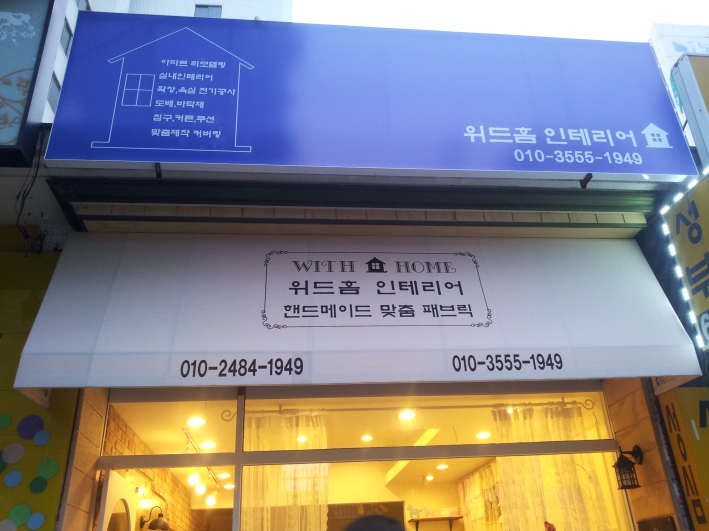 아파트 리모델링
실내인테리어
확장,욕실 전기공사
도배,바닥재
침구,커튼,쿠션
맞춤제작 커버링
위드홈 인테리어
010-3555-1949
WITH HOME
위드홈 인테리어
핸드메이드 맞춤 패브릭
010-2484-1949
010-3555-1949
성
부